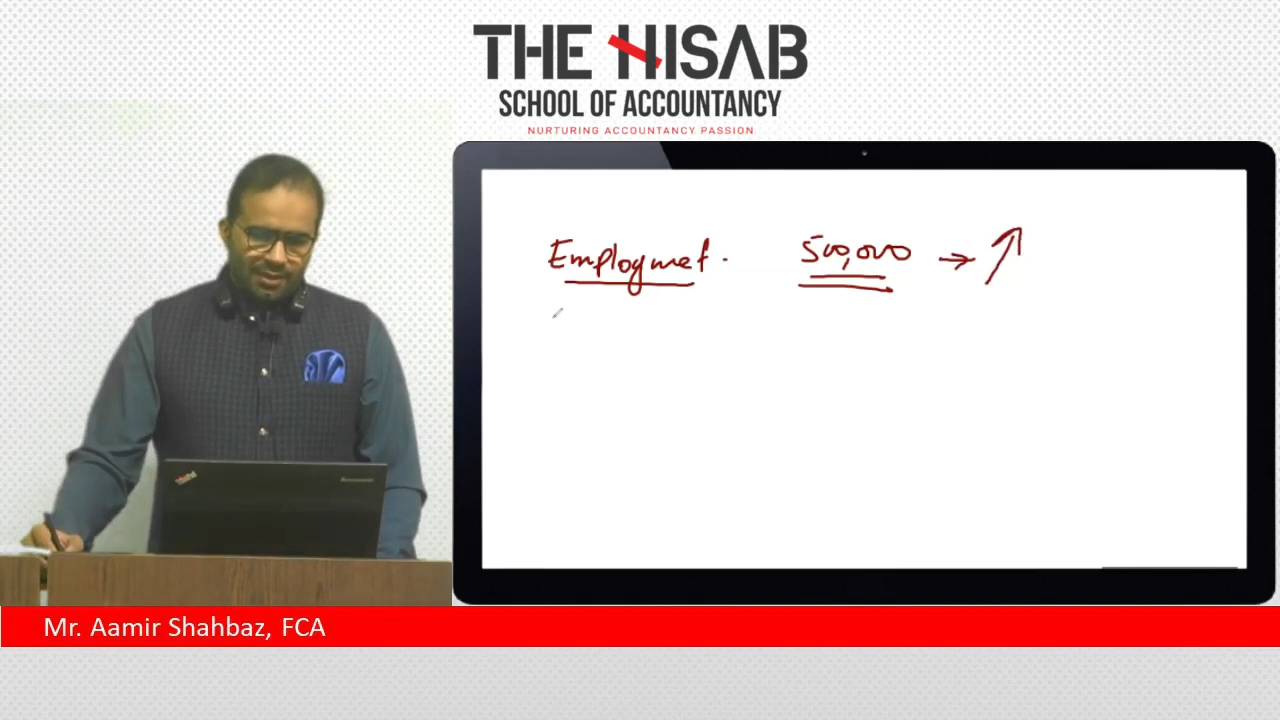 THE HISAB
SCHOOL OF ACCOUNTANCY
NURTURING ACCOUNTANCY PASSION
Employmet. 500,000 →
Mr. Aamir Shahbaz, FCA